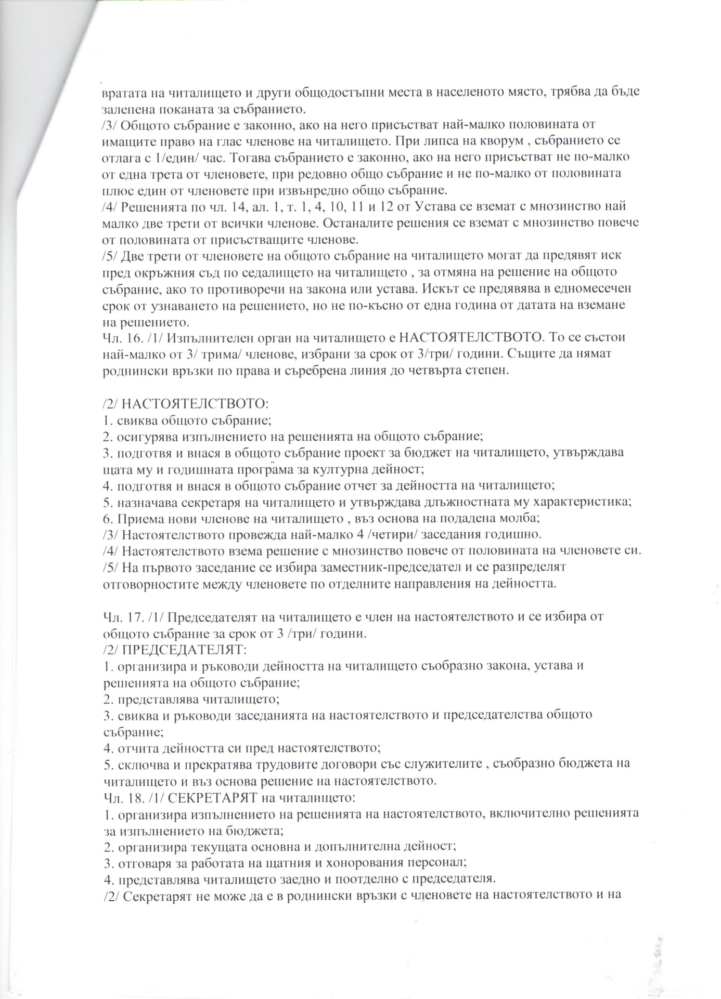 вратата на читалището и други общодостъпни места в населеното място, трябва да бъде
залепена поканата за събранието.
/3/ Общото събрание е законно, ако на него присъстват най-малко половината от
имащите право на глас членове на читалището. При липса на кворум , събранието се
отлага с 1/един/ час. Тогава събранието е законно, ако на него присъстват не по-малко
от една трета от членовете, при редовно общо събрание и не по-малко от половината
плюс един от членовете при извънредно общо събрание.
/4/ Решенията по чл. 14, ал. 1, т. 1, 4, 10, 11 и 12 от Устава се вземат с мнозинство най
малко две трети от всички членове. Останалите решения се вземат с мнозинство повече
от половината от присъстващите членове.
/5/ Две трети от членовете на общото събрание на читалището могат да предявят иск
пред окръжния съд по седалището на читалището , за отмяна на решение на общото
събрание, ако то противоречи на закона или устава. Искът се предявява в едномесечен
срок от узнаването на решението, но не по-късно от една година от датата на вземане
на решението.
Чл. 16. /1/ Изпълнителен орган на читалището е НАСТОЯТЕЛСТВОТО. То се състои
най-малко от 3/ трима/ членове, избрани за срок от 3/три/ години. Същите да нямат
роднински връзки по права и съребрена линия до четвърта степен.
/2/ НАСТОЯТЕЛСТВОТО:
1. свиква общото събрание;
2. осигурява изпълнението на решенията на общото събрание;
3. подготвя и внася в общото събрание проект за бюджет на читалището, утвърждава
щата му и годишната програма за културна дейност;
4. подготвя и внася в общото събрание отчет за дейността на читалището;
5. назначава секретаря на читалището и утвърждава длъжностната му характеристика;
6. Приема нови членове на читалището , въз основа на подадена молба;
/3/ Настоятелството провежда най-малко 4 /четири/ заседания годишно.
/4/ Настоятелството взема решение с мнозинство повече от половината на членовете си.
/5/ На първото заседание се избира заместник-председател и се разпределят
отговорностите между членовете по отделните направления на дейността.
Чл. 17. /1/ Председателят на читалището е член на настоятелството и се избира от
общото събрание за срок от 3 /три/ години.
/2/ ПРЕДСЕДАТЕЛЯТ:
1. организира и ръководи дейността на читалището съобразно закона, устава и
решенията на общото събрание;
2. представлява читалището;
3. свиква и ръководи заседанията на настоятелството и председателства общото
събрание;
4. отчита дейността си пред настоятелството;
5. сключва и прекратява трудовите договори със служителите , съобразно бюджета на
читалището и въз основа решение на настоятелството.
Чл. 18. /1/ СЕКРЕТАРЯТ на читалището:
1. организира изпълнението на решенията на настоятелството, включително решенията
за изпълнението на бюджета;
2. организира текущата основна и допълнителна дейност;
3. отговаря за работата на щатния и хонорования персонал;
4. представлява читалището заедно и поотделно с председателя.
/2/ Секретарят не може да е в роднински връзки с членовете на настоятелството и на